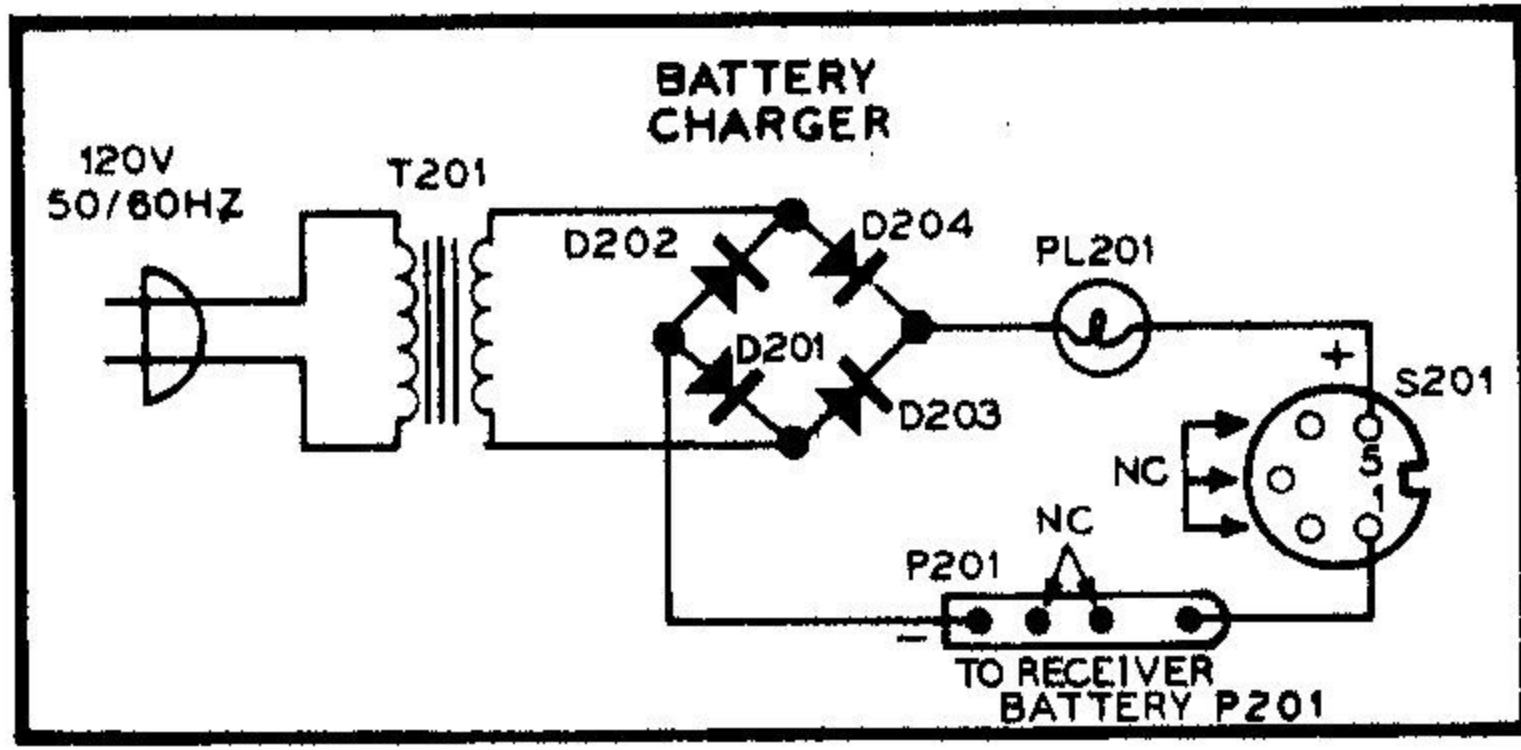 BATTERY
CHARGER
120V
50/60HZ
T201
D202
D204
PL201
D201
D203
+
S201
NC
5
1
NC
P201
−
TO RECEIVER
BATTERY P201